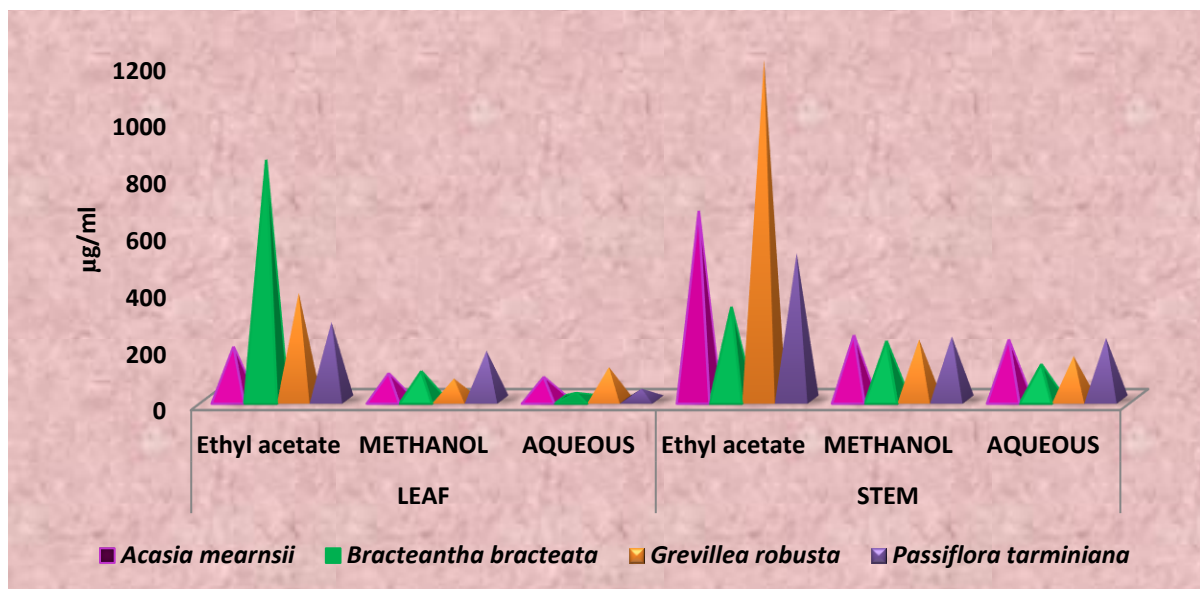 1200
1000
800
600
400
200
0
µg/ml
Ethyl acetate METHANOL AQUEOUS Ethyl acetate METHANOL AQUEOUS
LEAF STEM
Acasia mearnsii Bracteantha bracteata Grevillea robusta Passiflora tarminiana